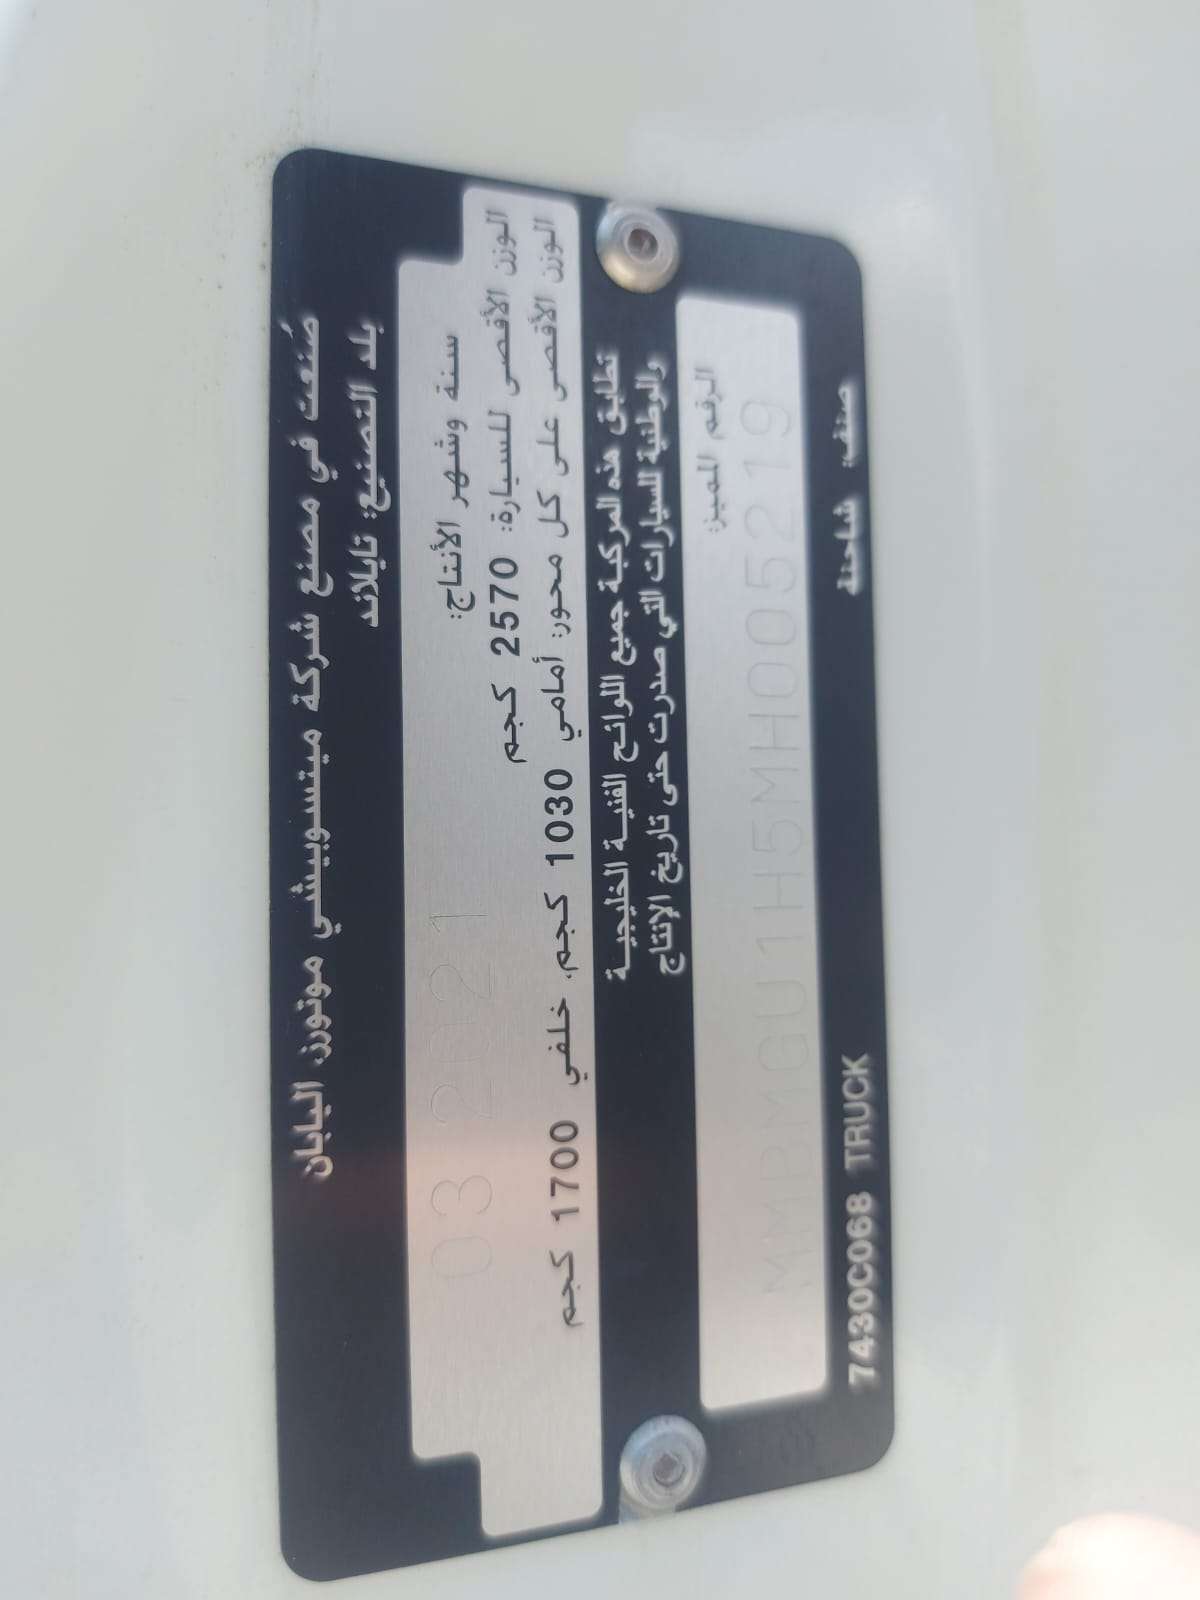 صُنعت في مصنع شركة ميتسوبيشي موتورز، اليابان
بلد التصنيع: تايلاند
سنة وشهر الأنتاج: 03 2021
الوزن الأقصى للسيارة: 2570 كجم
الوزن الأقصى على كل محور: أمامي 1030 كجم، خلفي 1700 كجم
تطابق هذه المركبة جميع اللوائح الفنية الخليجية
والوطنية للسيارات التي صدرت حتى تاريخ الإنتاج
الرقم المميز:
MMBMGU1H5MH005219
صنف: شاحنة
7430C068 TRUCK